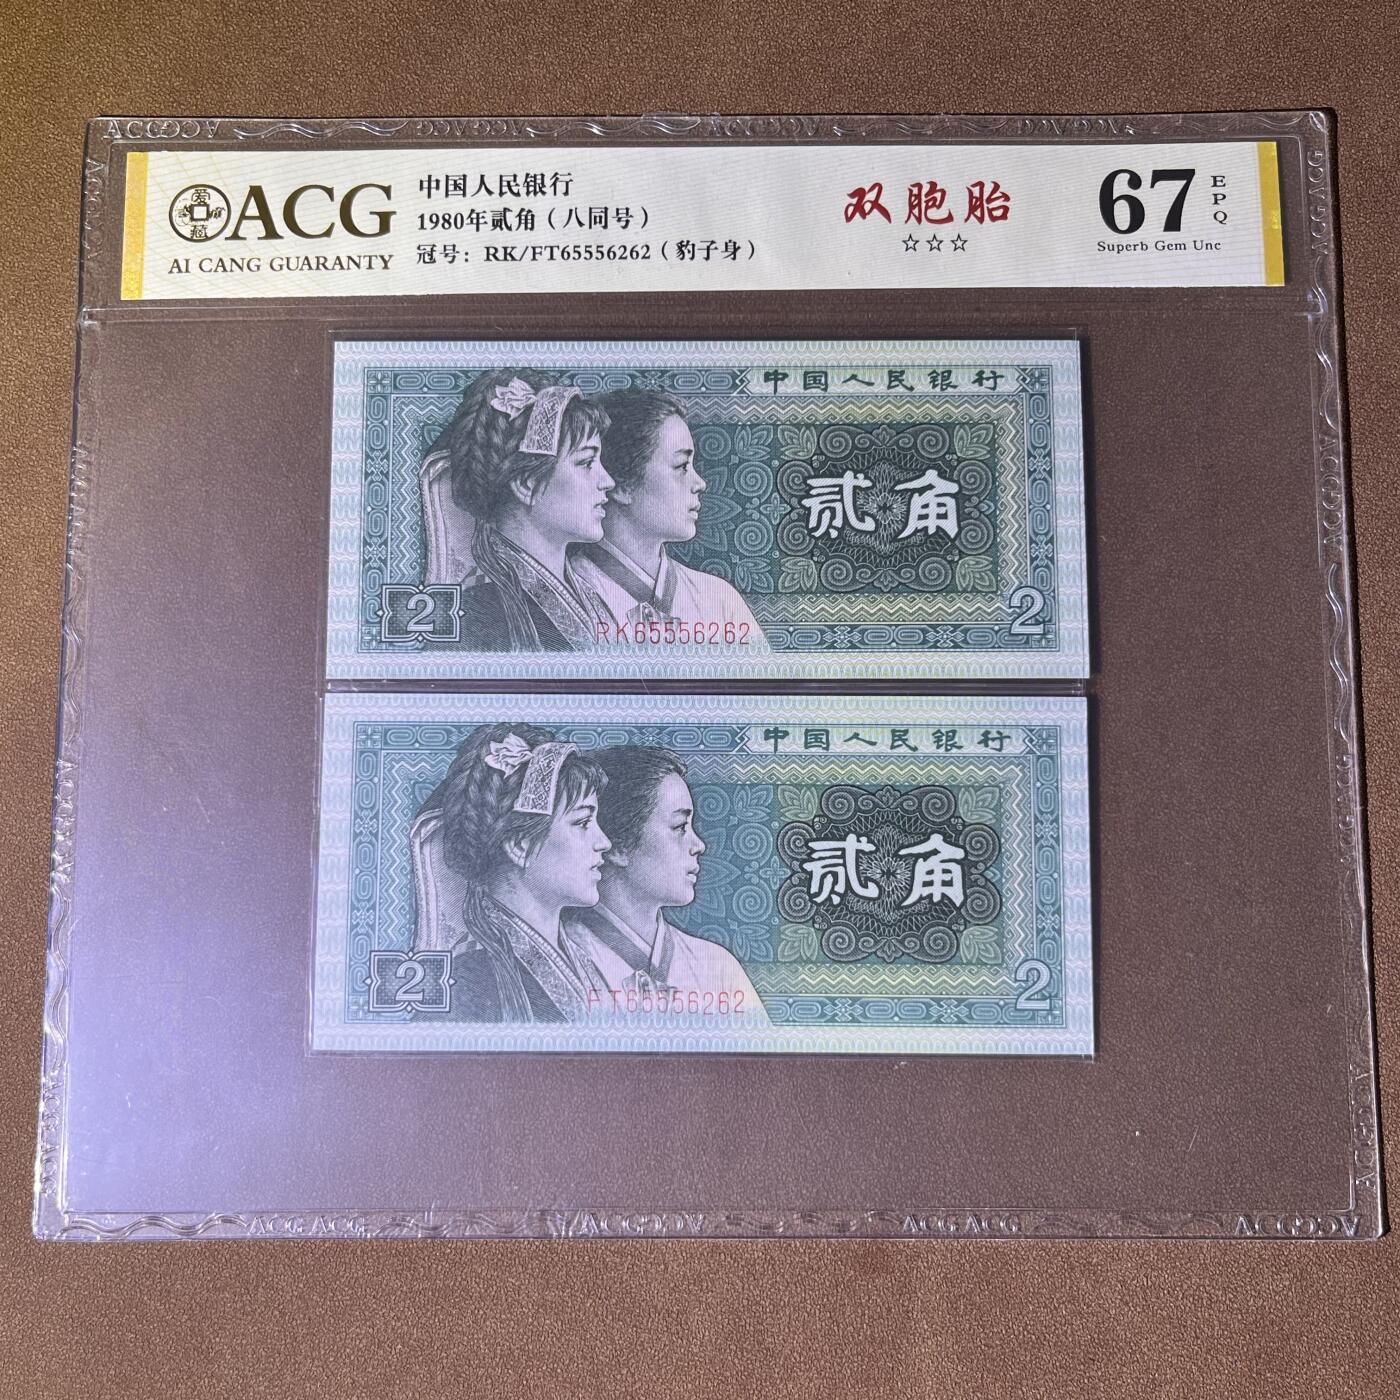 ACG
AI CANG GUARANTY
中国人民银行
1980年贰角（八同号）
冠号：RK/FT65556262（豹子身）
双胞胎
☆☆☆
67
EPQ
Superb Gem Unc
中国人民银行
贰角
2
RK65556262
2
中国人民银行
贰角
2
FT65556262
2